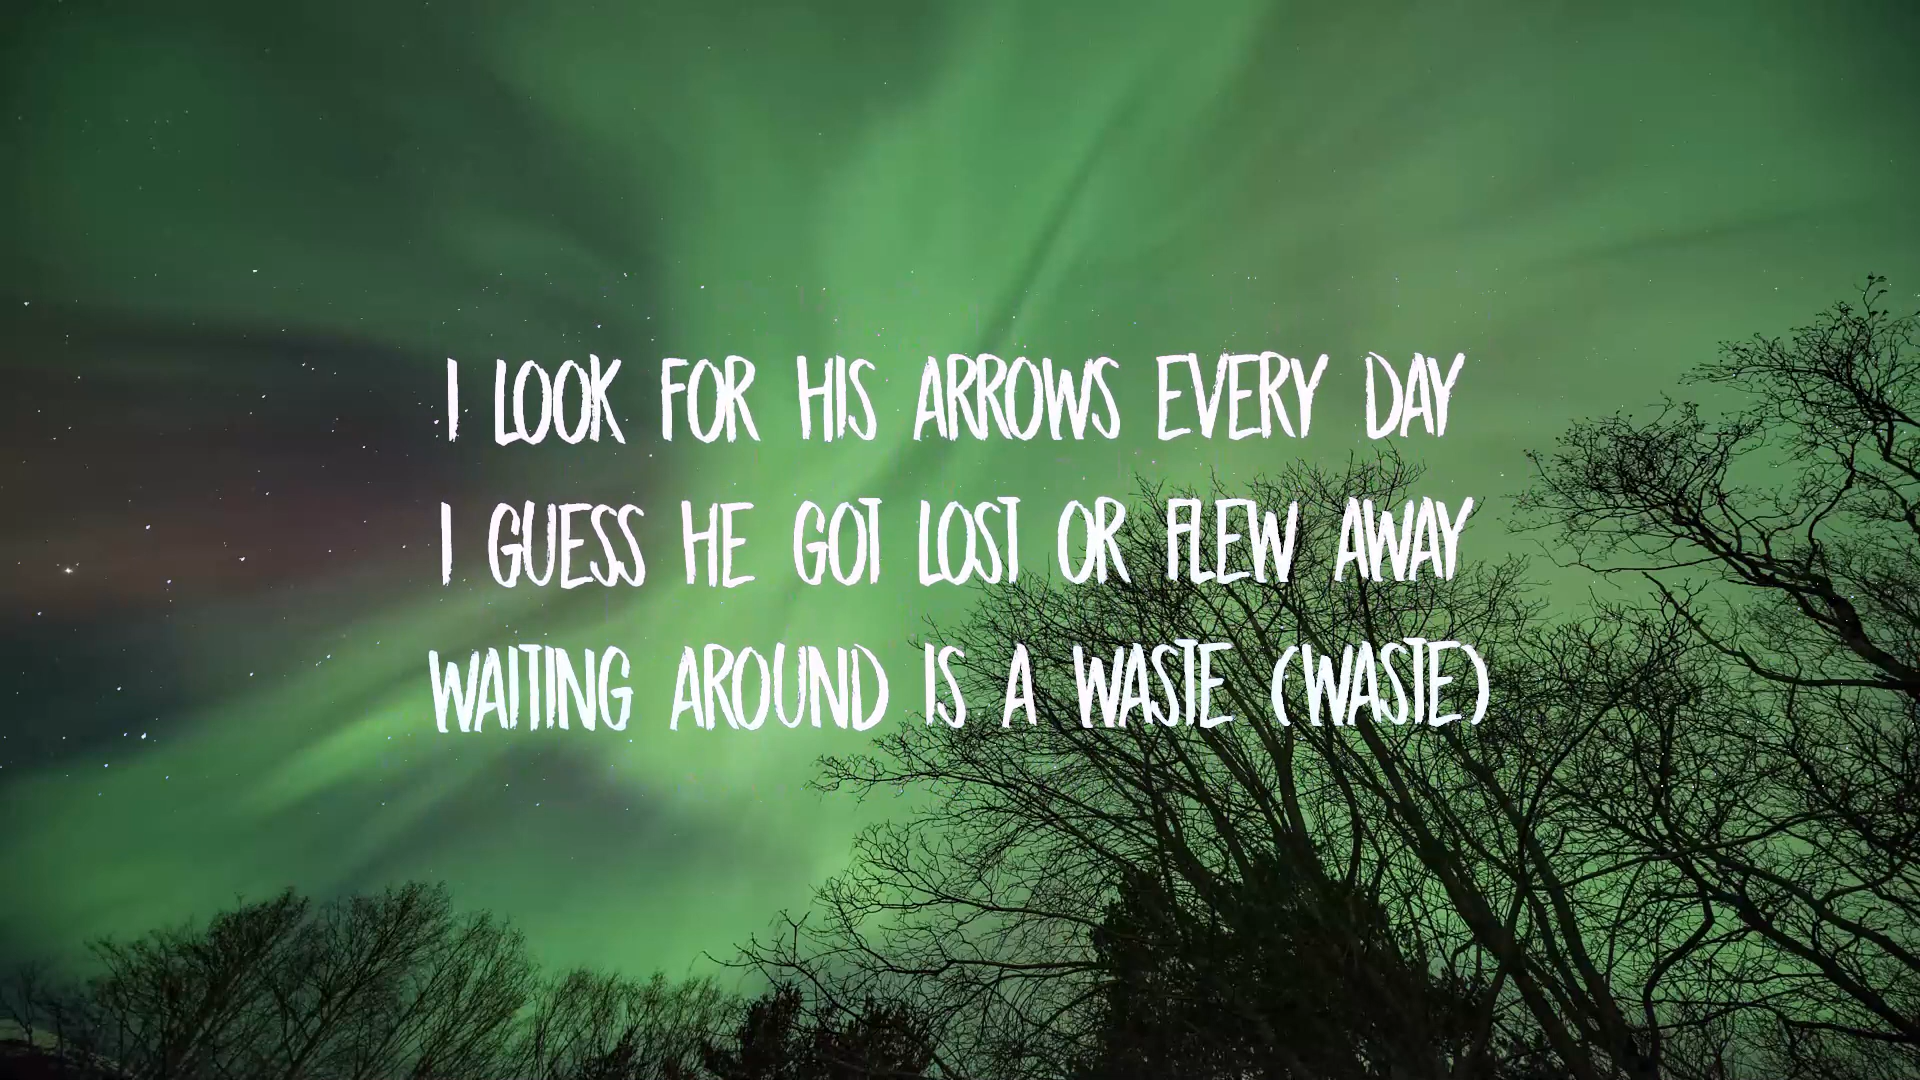 I LOOK FOR HIS ARROWS EVERY DAY
I GUESS HE GOT LOST OR FLEW AWAY
WAITING AROUND IS A WASTE (WASTE)